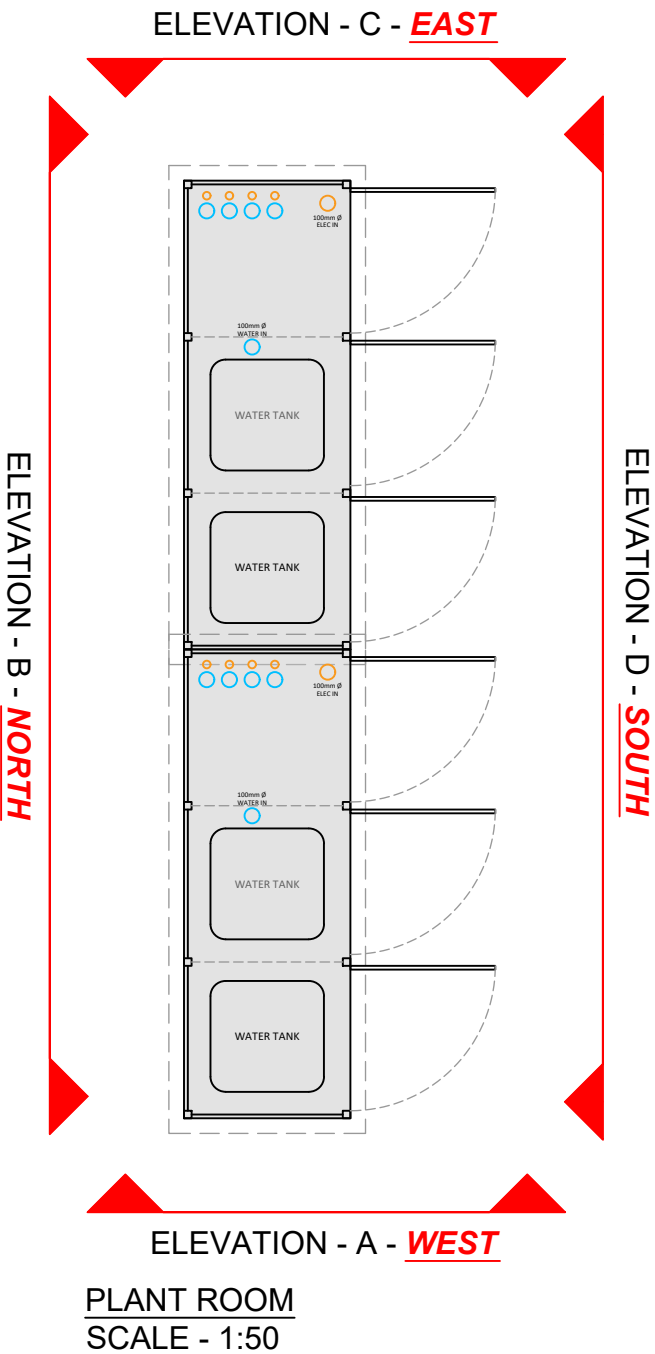 ELEVATION - C - EAST
100mm Ø
ELEC IN
100mm Ø
WATER IN
WATER TANK
WATER TANK
ELEVATION - B - NORTH
ELEVATION - D - SOUTH
100mm Ø
ELEC IN
100mm Ø
WATER IN
WATER TANK
WATER TANK
ELEVATION - A - WEST
PLANT ROOM
SCALE - 1:50